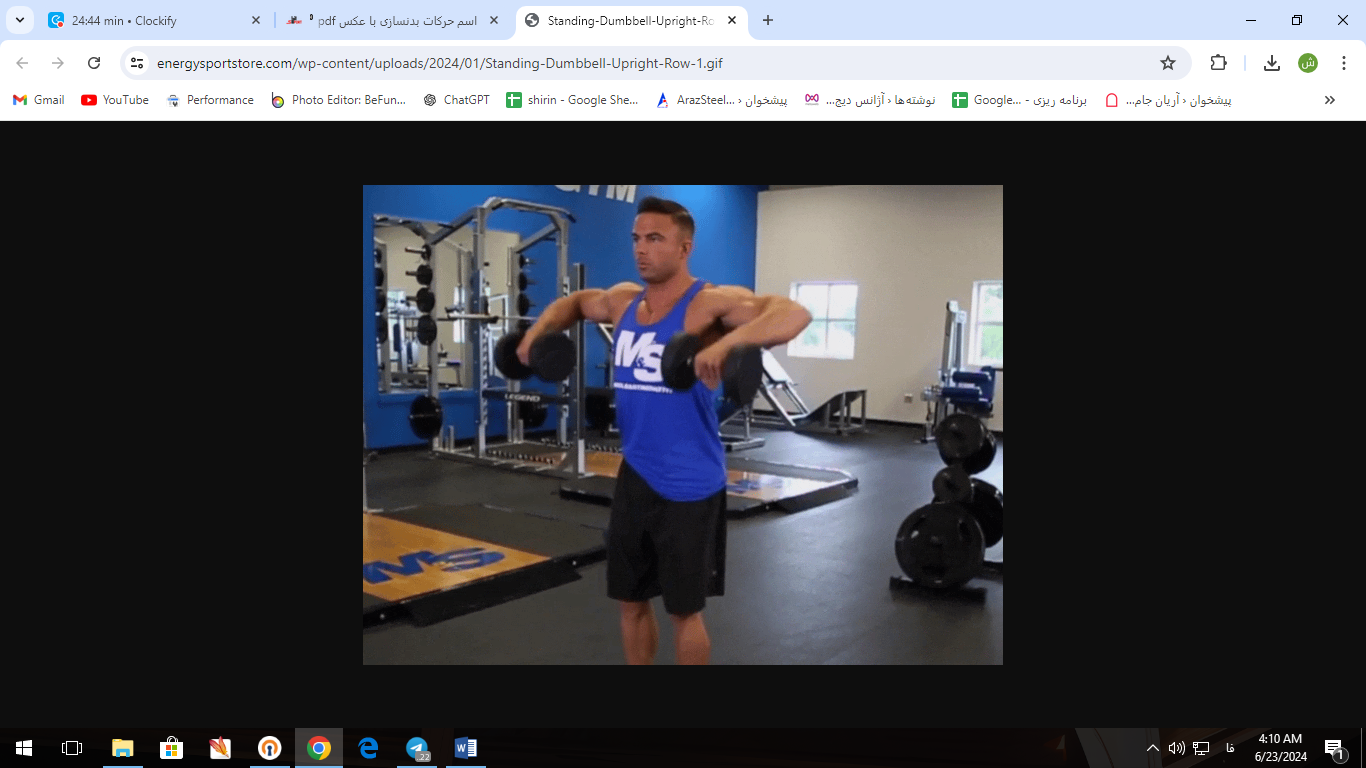 24:44 min • Clockify
اسم حرکات بدنسازی با عکس pdf
Standing-Dumbbell-Upright-Ro
energysportstore.com/wp-content/uploads/2024/01/Standing-Dumbbell-Upright-Row-1.gif
ش
Gmail
YouTube
Performance
Photo Editor: BeFun...
ChatGPT
shirin - Google She...
پیشخوان ‹ ArazSteel...
نوشته‌ها ‹ آژانس دیج...
برنامه ریزی - Google...
پیشخوان ‹ آریان جام...
GYM
M&S
LEGEND
M&S
22
فا
4:10 AM
6/23/2024
1